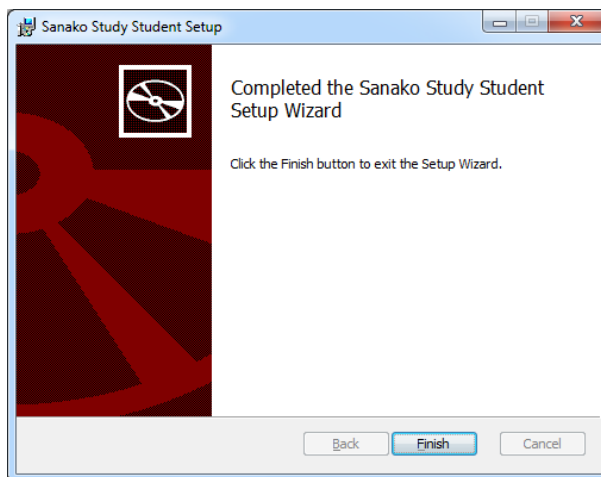 Sanako Study Student Setup
Completed the Sanako Study Student
Setup Wizard
Click the Finish button to exit the Setup Wizard.
Back
Finish
Cancel